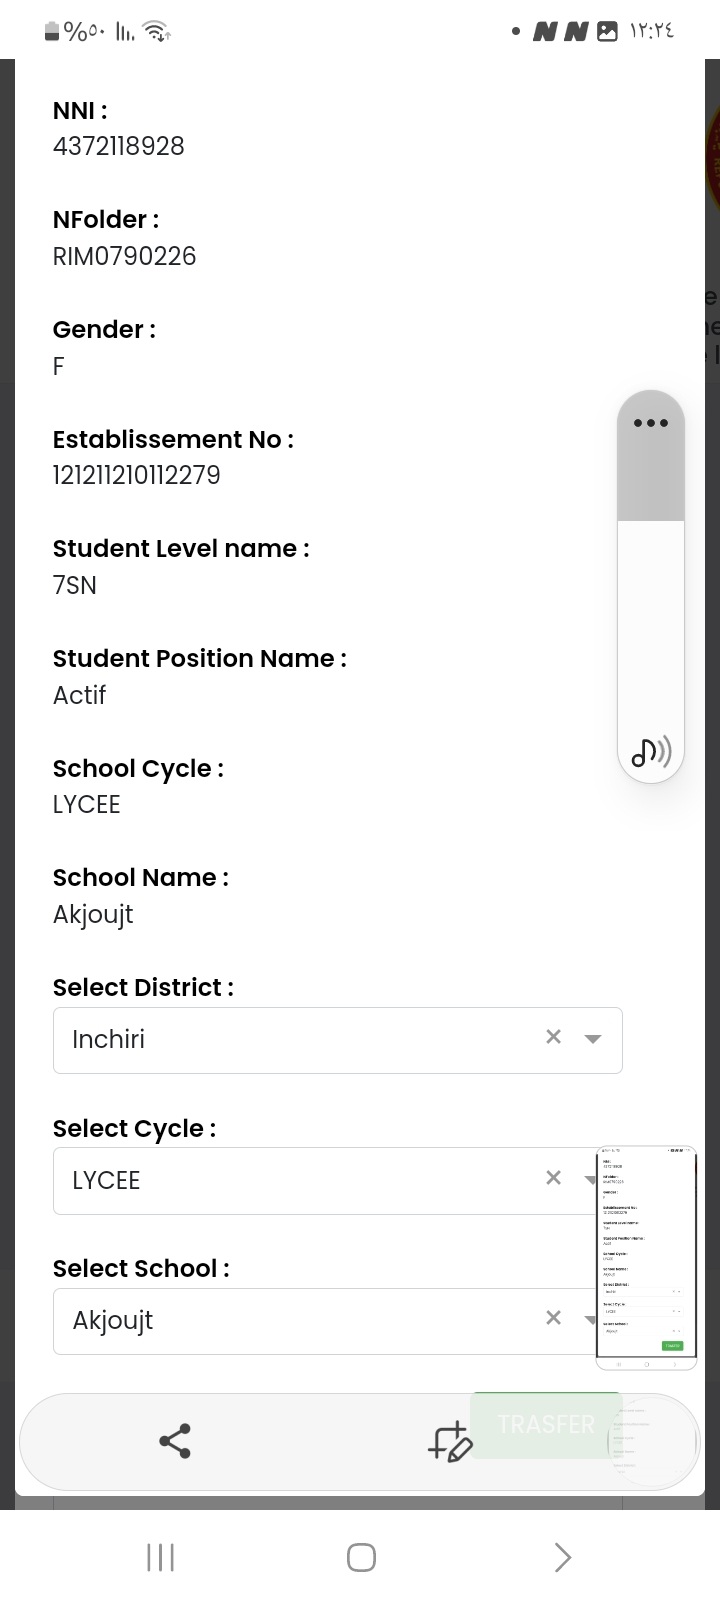 %٥٠
١٢:٢٤
NNI :
4372118928
NFolder :
RIM0790226
Gender :
F
Establissement No :
121211210112279
Student Level name :
7SN
Student Position Name :
Actif
School Cycle :
LYCEE
School Name :
Akjoujt
Select District :
Inchiri
Select Cycle :
LYCEE
Select School :
Akjoujt
TRASFER